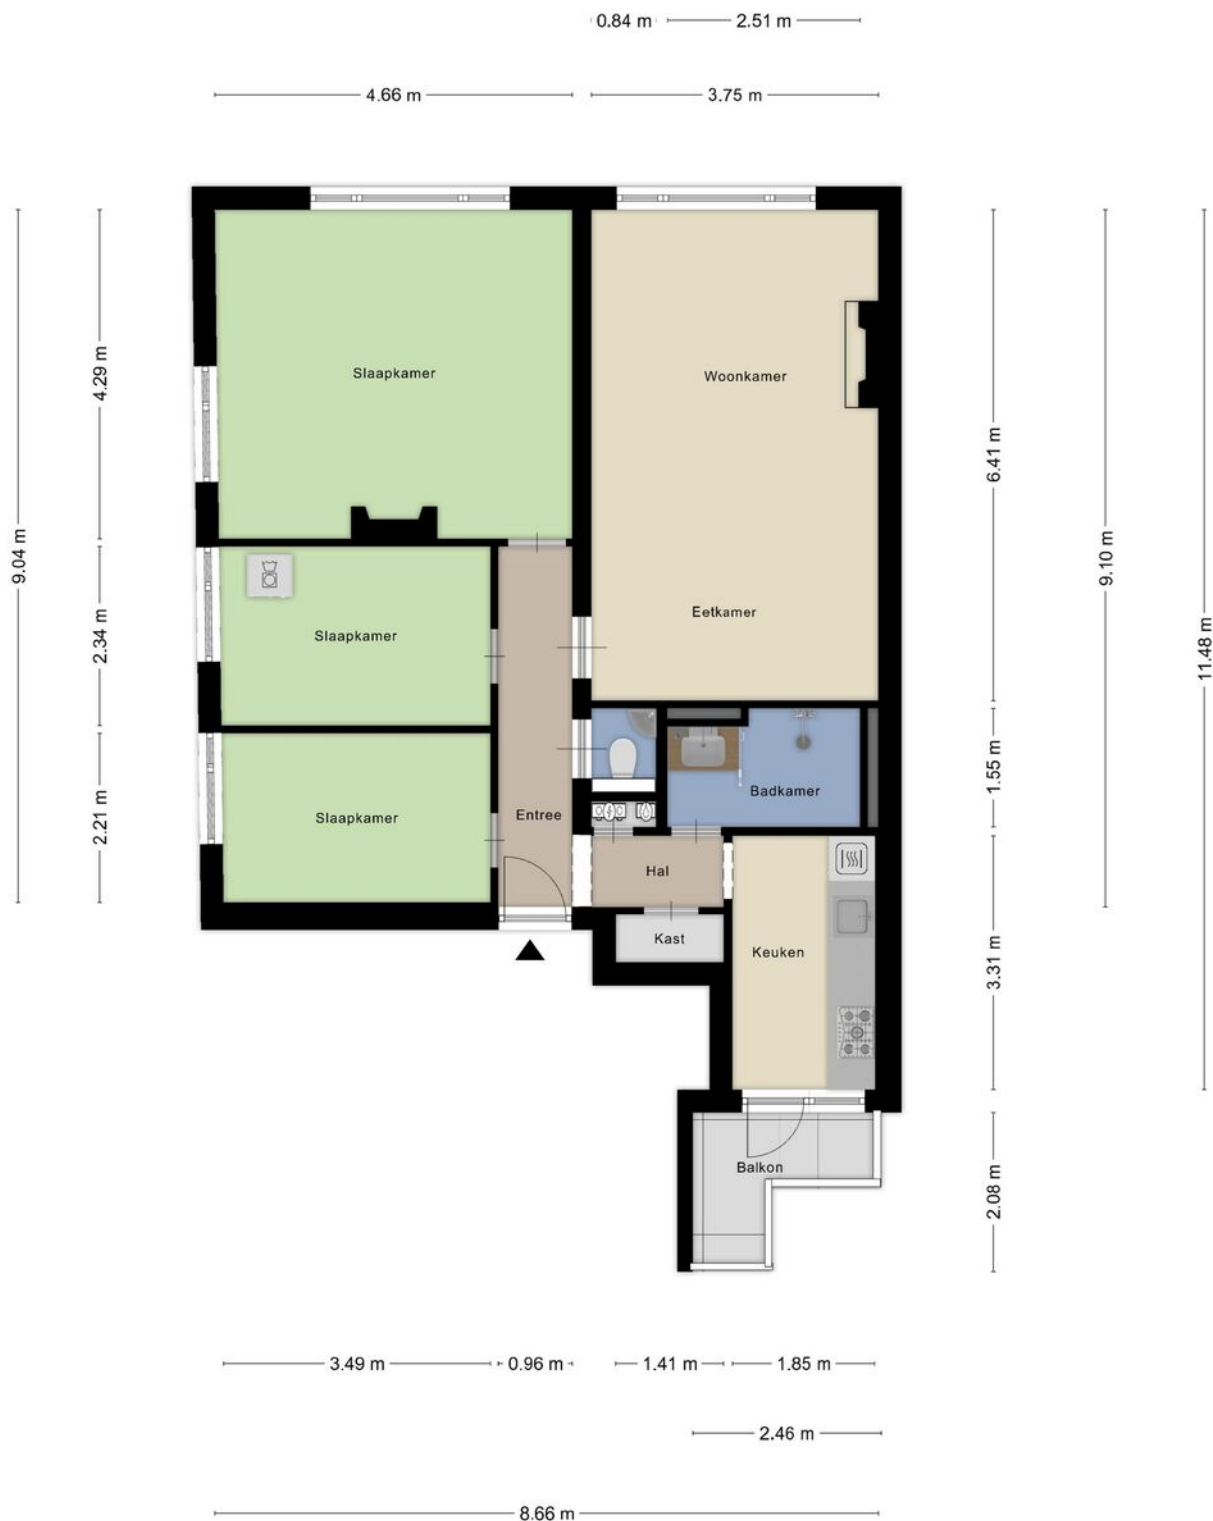 0.84 m
2.51 m
4.66 m
3.75 m
4.29 m
Slaapkamer
Woonkamer
6.41 m
9.04 m
9.10 m
2.34 m
Slaapkamer
Eetkamer
11.48 m
2.21 m
Slaapkamer
Entree
Badkamer
1.55 m
Hal
Kast
Keuken
3.31 m
Balkon
2.08 m
3.49 m
0.96 m
1.41 m
1.85 m
2.46 m
8.66 m